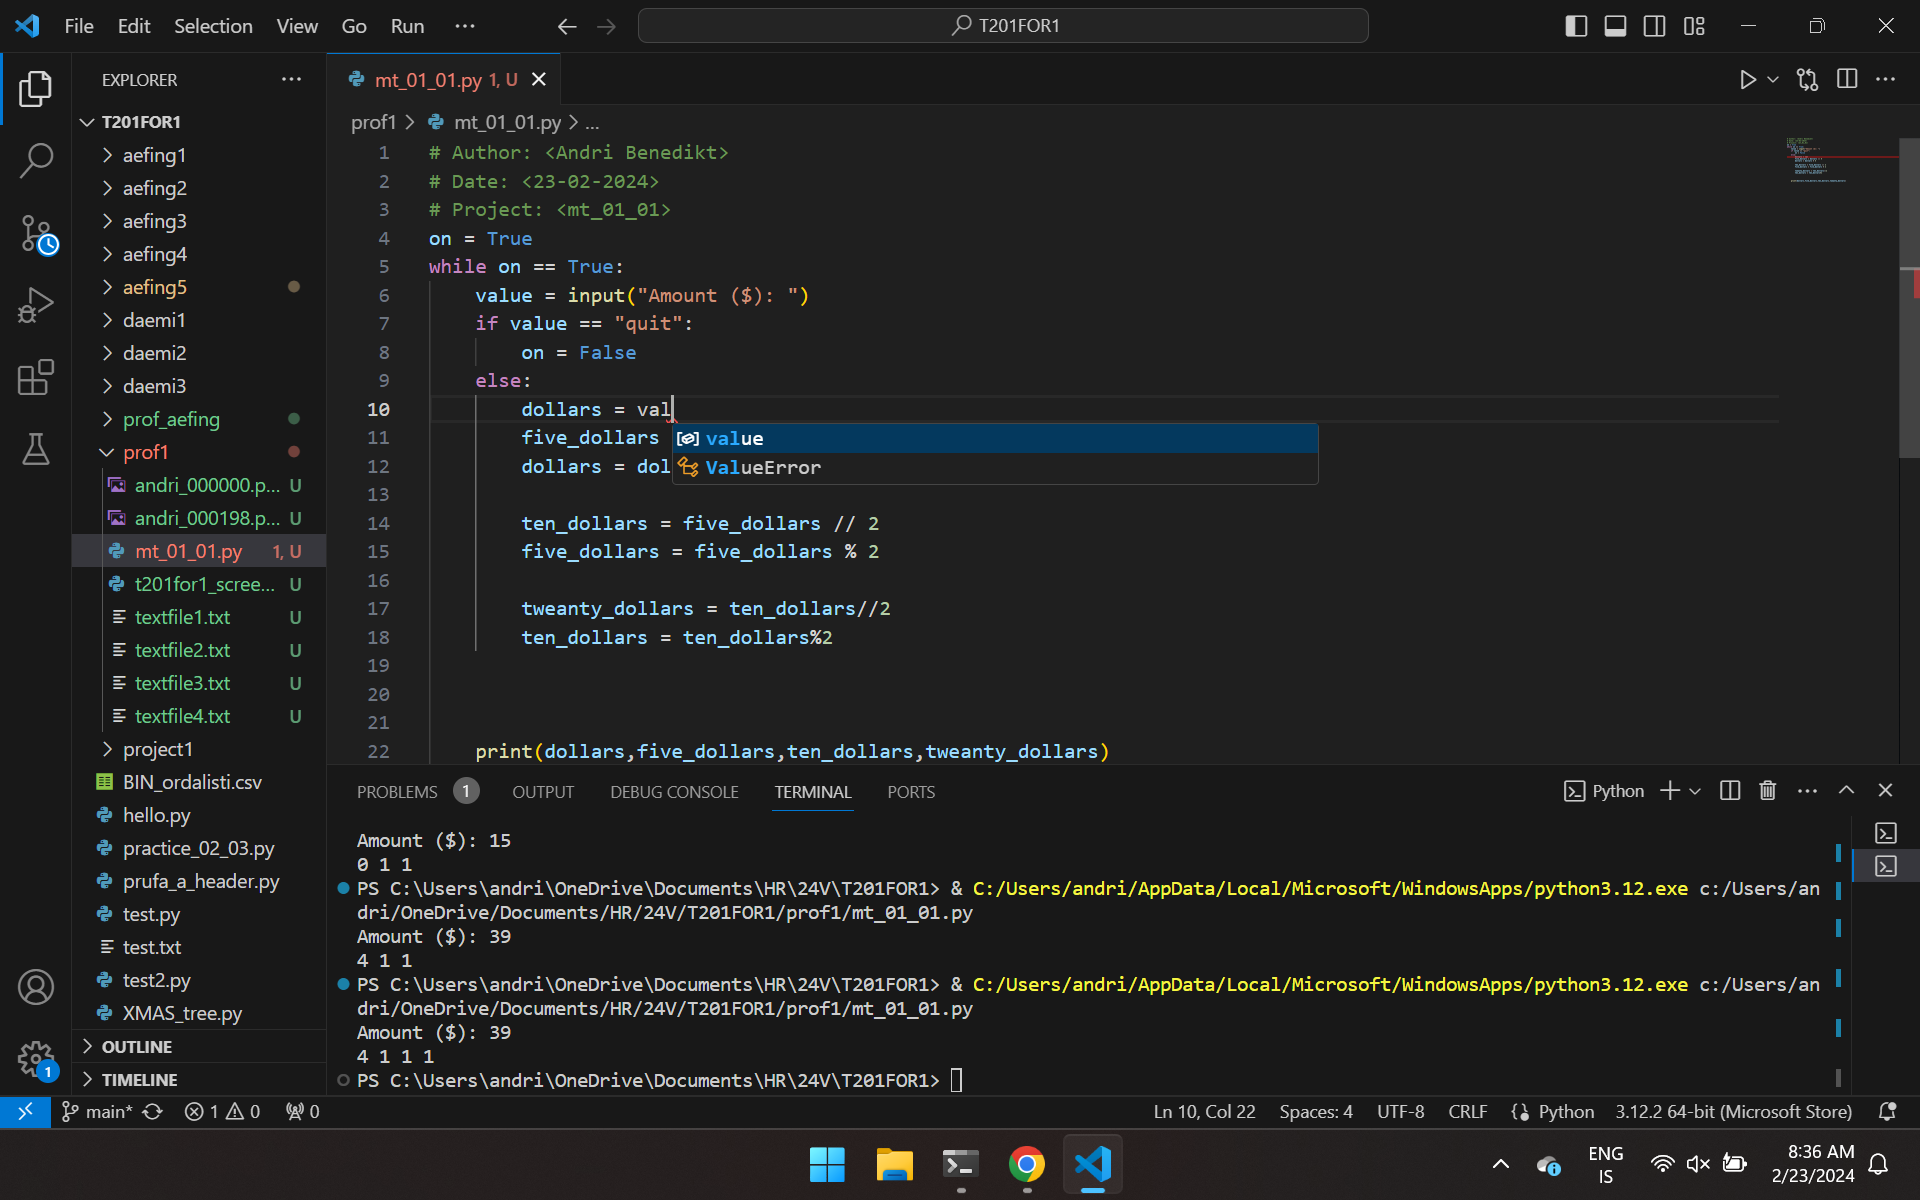 File Edit Selection View Go Run ··· T201FOR1
EXPLORER
T201FOR1
aefing1
aefing2
aefing3
aefing4
aefing5
daemi1
daemi2
daemi3
prof_aefing
prof1
andri_000000.p... U
andri_000198.p... U
mt_01_01.py 1, U
t201for1_scree... U
textfile1.txt U
textfile2.txt U
textfile3.txt U
textfile4.txt U
project1
BIN_ordalisti.csv
hello.py
practice_02_03.py
prufa_a_header.py
test.py
test.txt
test2.py
XMAS_tree.py
OUTLINE
TIMELINE
1
mt_01_01.py 1, U
prof1 > mt_01_01.py > ...
1 # Author: <Andri Benedikt>
2 # Date: <23-02-2024>
3 # Project: <mt_01_01>
4 on = True
5 while on == True:
6 value = input("Amount ($): ")
7 if value == "quit":
8 on = False
9 else:
10 dollars = val
11 five_dollars
12 dollars = dol
value
ValueError
13
14 ten_dollars = five_dollars // 2
15 five_dollars = five_dollars % 2
16
17 tweanty_dollars = ten_dollars//2
18 ten_dollars = ten_dollars%2
19
20
21
22 print(dollars,five_dollars,ten_dollars,tweanty_dollars)
PROBLEMS 1 OUTPUT DEBUG CONSOLE TERMINAL PORTS Python
Amount ($): 15
0 1 1
PS C:\Users\andri\OneDrive\Documents\HR\24V\T201FOR1> & C:/Users/andri/AppData/Local/Microsoft/WindowsApps/python3.12.exe c:/Users/an
dri/OneDrive/Documents/HR/24V/T201FOR1/prof1/mt_01_01.py
Amount ($): 39
4 1 1
PS C:\Users\andri\OneDrive\Documents\HR\24V\T201FOR1> & C:/Users/andri/AppData/Local/Microsoft/WindowsApps/python3.12.exe c:/Users/an
dri/OneDrive/Documents/HR/24V/T201FOR1/prof1/mt_01_01.py
Amount ($): 39
4 1 1 1
PS C:\Users\andri\OneDrive\Documents\HR\24V\T201FOR1>
main* 1 0 0 Ln 10, Col 22 Spaces: 4 UTF-8 CRLF Python 3.12.2 64-bit (Microsoft Store)
ENG
IS
8:36 AM
2/23/2024